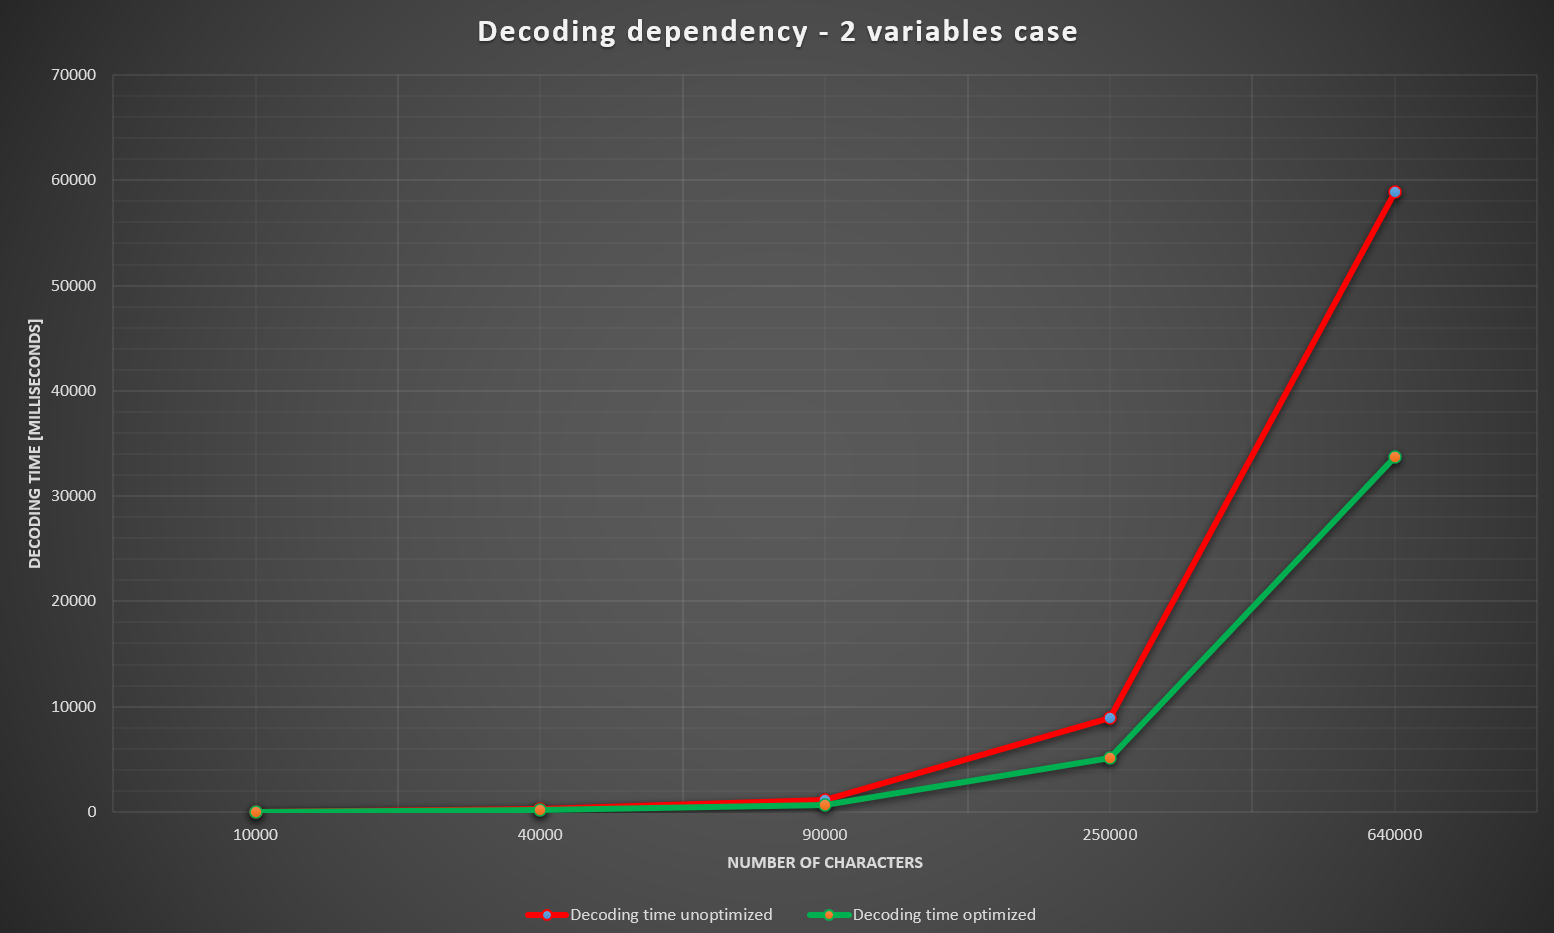 Decoding dependency - 2 variables case
70000
60000
50000
40000
30000
20000
10000
0
DECODING TIME [MILLISECONDS]
10000 40000 90000 250000 640000
NUMBER OF CHARACTERS
Decoding time unoptimized Decoding time optimized